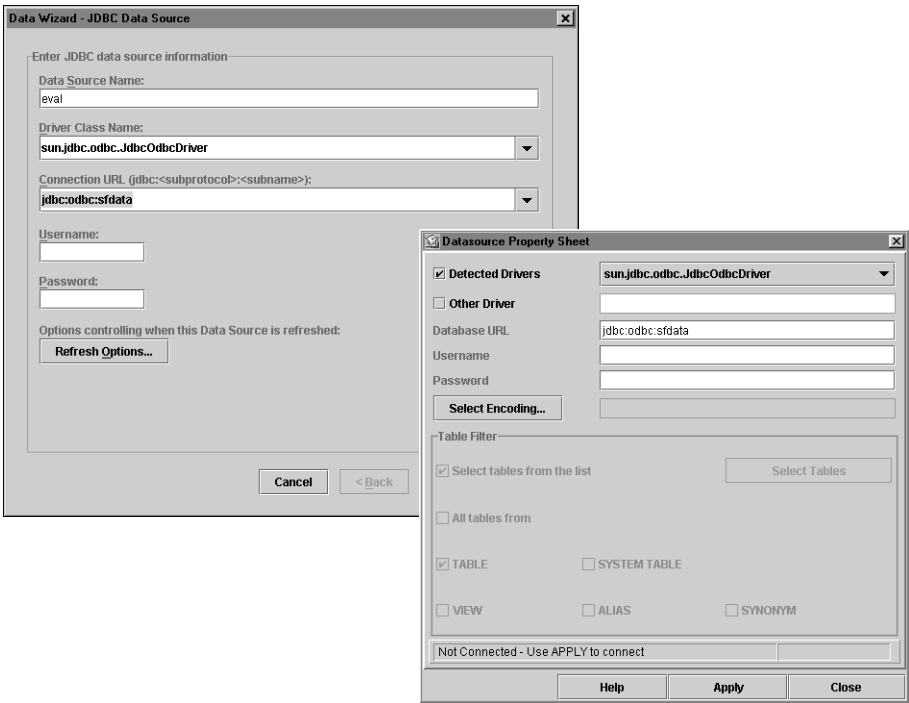 Data Wizard - JDBC Data Source
Enter JDBC data source information
Data Source Name:
eval
Driver Class Name:
sun.jdbc.odbc.JdbcOdbcDriver
Connection URL (jdbc:<subprotocol>:<subname>):
jdbc:odbc:sfdata
Username:
Password:
Options controlling when this Data Source is refreshed:
Refresh Options...
Cancel
< Back
Datasource Property Sheet
Detected Drivers
sun.jdbc.odbc.JdbcOdbcDriver
Other Driver
Database URL
jdbc:odbc:sfdata
Username
Password
Select Encoding...
Table Filter
Select tables from the list
Select Tables
All tables from
TABLE
SYSTEM TABLE
VIEW
ALIAS
SYNONYM
Not Connected - Use APPLY to connect
Help
Apply
Close